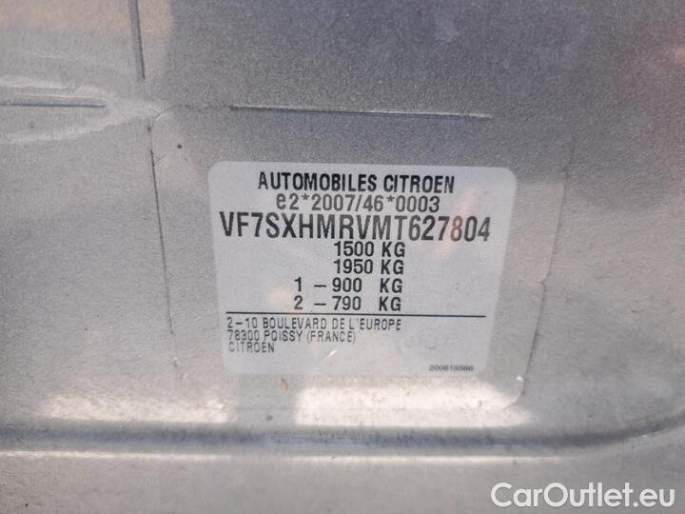 AUTOMOBILES CITROEN
e2*2007/46*0003
VF7SXHMRVMT627804
1500 KG
1950 KG
1 – 900 KG
2 – 790 KG
2–10 BOULEVARD DE L'EUROPE
78300 POISSY (FRANCE)
CITROEN
CarOutlet.eu